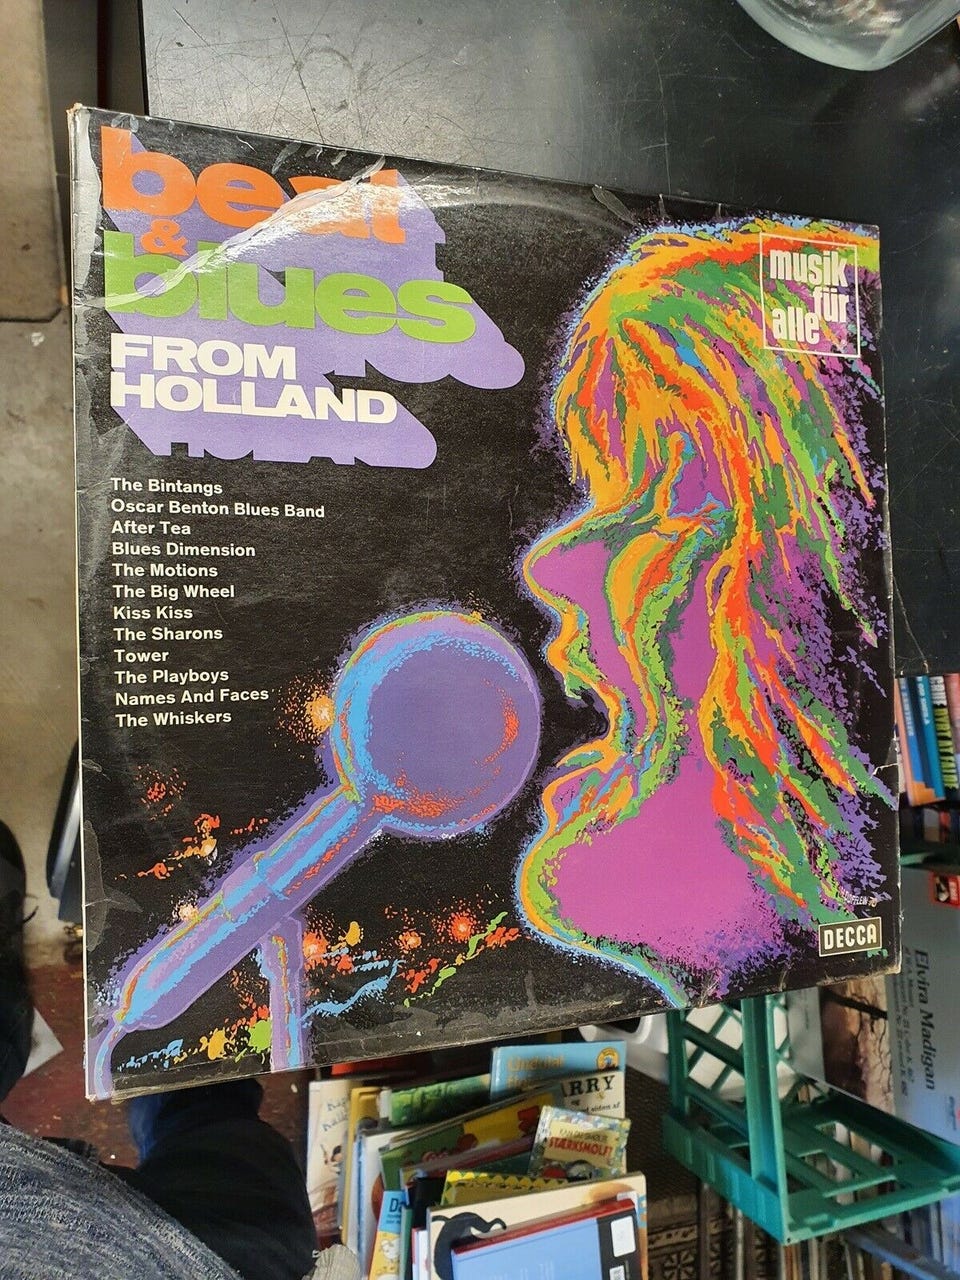 beat
&
blues
FROM
HOLLAND
musik
für
alle
The Bintangs
Oscar Benton Blues Band
After Tea
Blues Dimension
The Motions
The Big Wheel
Kiss Kiss
The Sharons
Tower
The Playboys
Names And Faces
The Whiskers
DECCA
Elvira Madigan